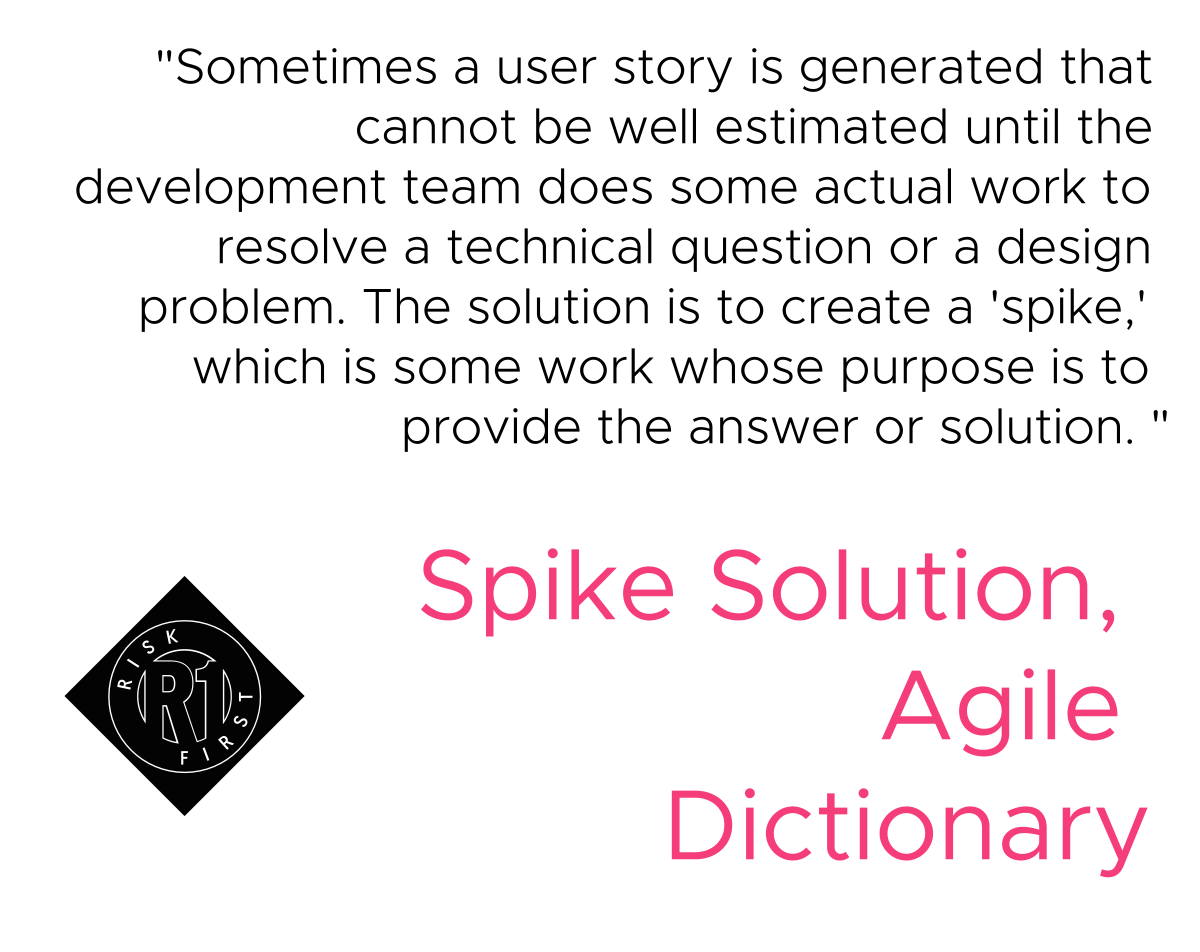 "Sometimes a user story is generated that
cannot be well estimated until the
development team does some actual work to
resolve a technical question or a design
problem. The solution is to create a 'spike,'
which is some work whose purpose is to
provide the answer or solution. "
Spike Solution,
Agile
Dictionary
RISK
R1
FIRST